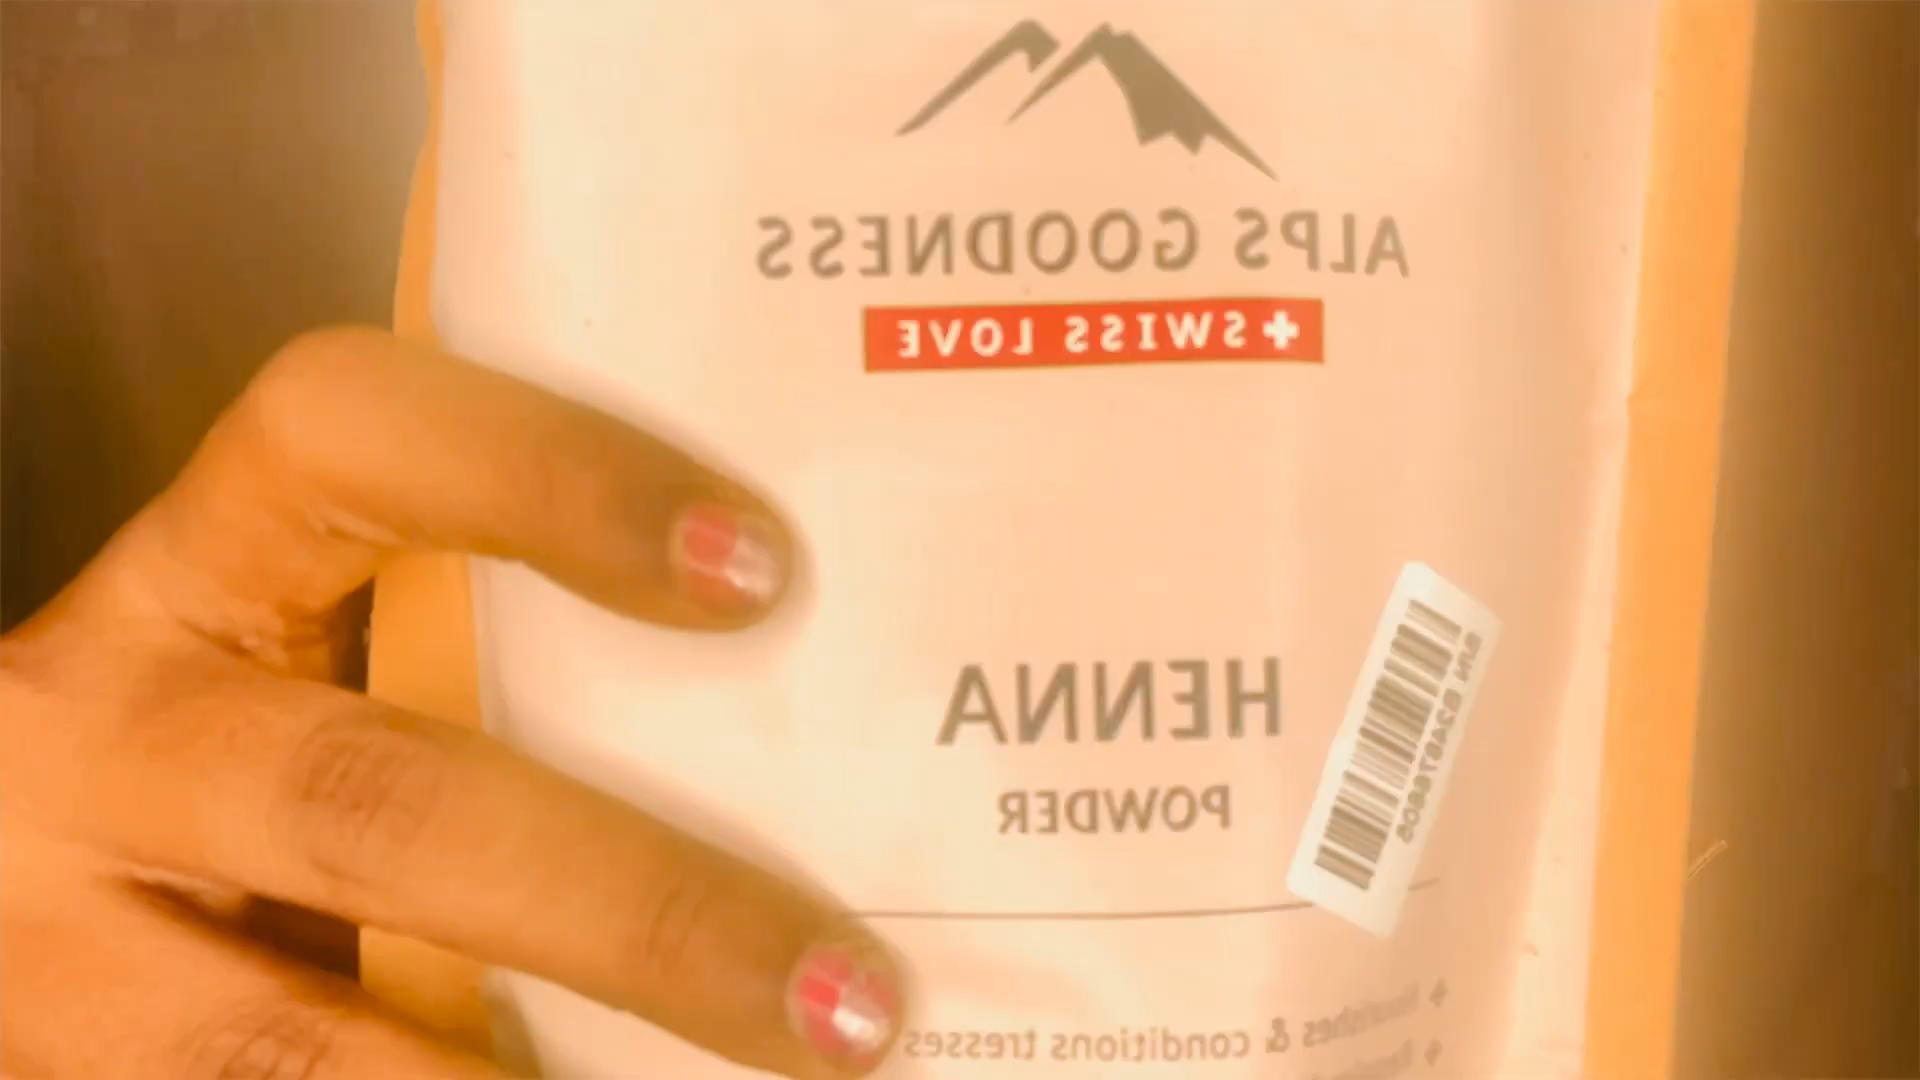 ALPS GOODNESS
+SWISS LOVE
HENNA
POWDER
& conditions tresses